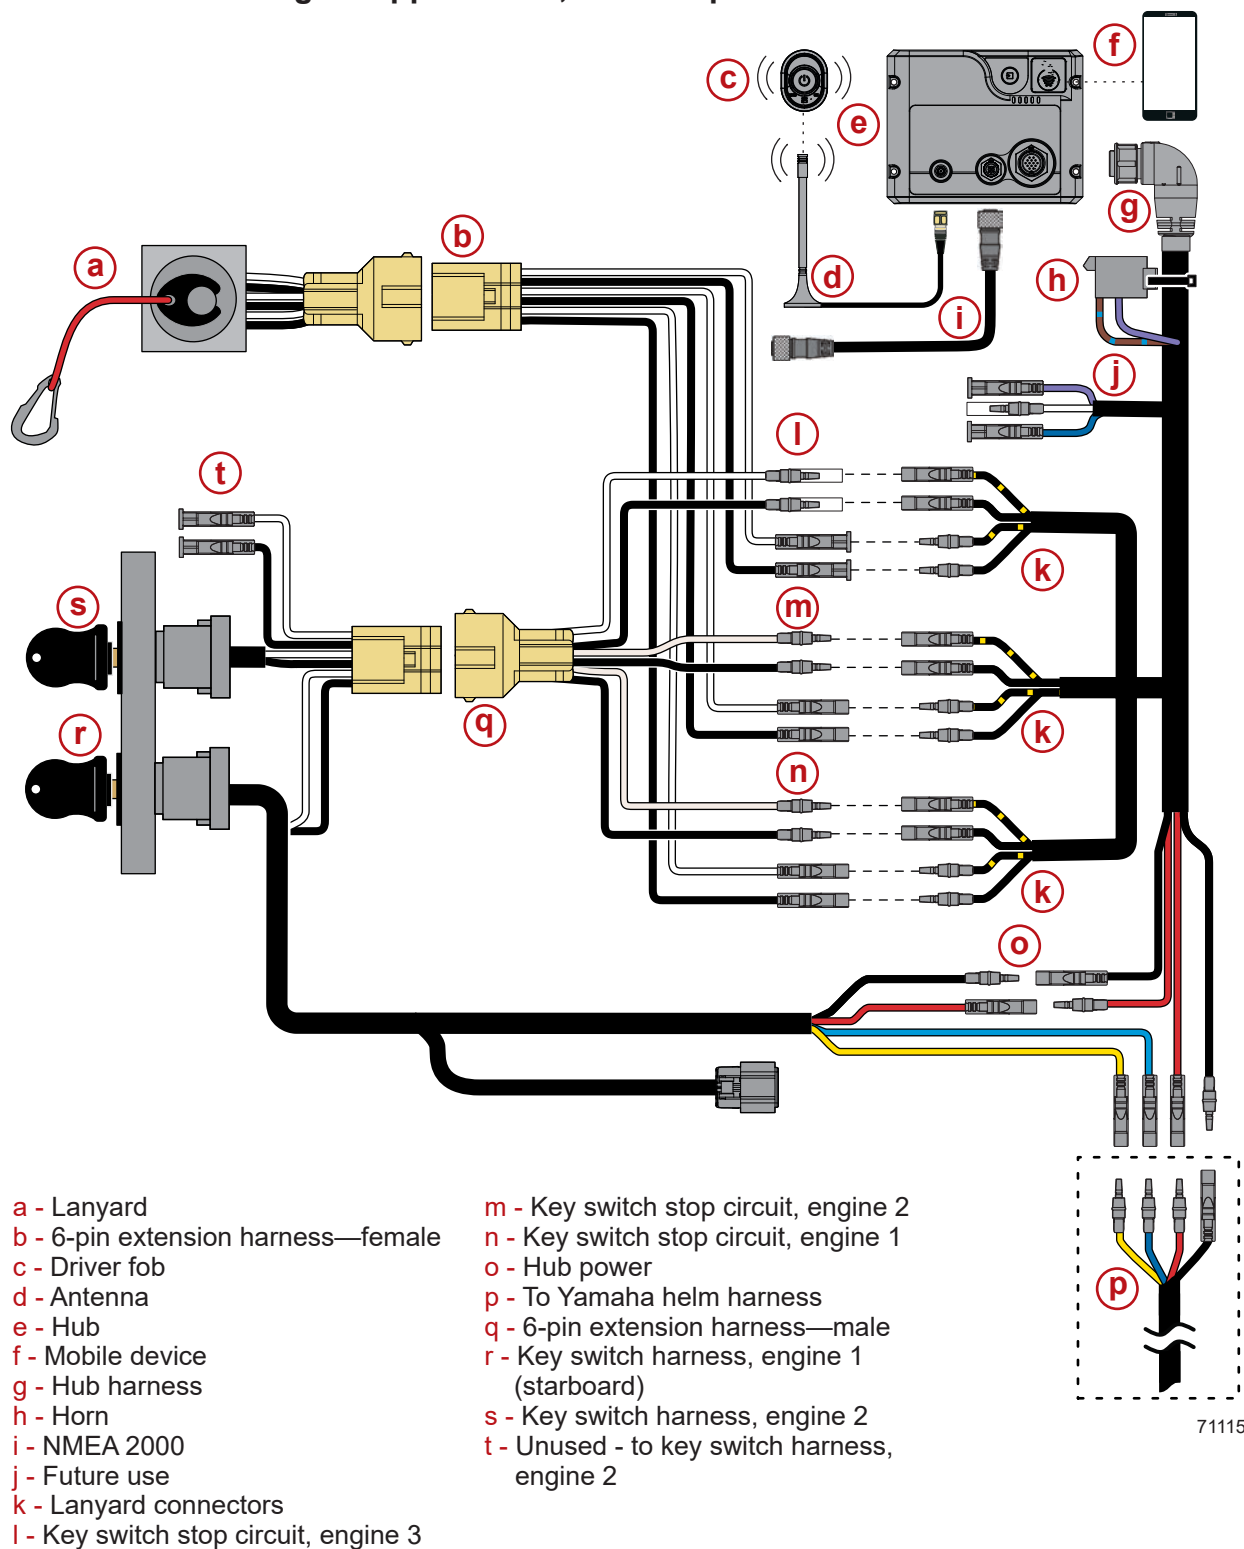 c
f
e
g
b
a
h
d
i
j
l
t
k
s
m
q
r
k
n
k
o
p
a - Lanyard
b - 6-pin extension harness—female
c - Driver fob
d - Antenna
e - Hub
f - Mobile device
g - Hub harness
h - Horn
i - NMEA 2000
j - Future use
k - Lanyard connectors
l - Key switch stop circuit, engine 3
m - Key switch stop circuit, engine 2
n - Key switch stop circuit, engine 1
o - Hub power
p - To Yamaha helm harness
q - 6-pin extension harness—male
r - Key switch harness, engine 1
(starboard)
s - Key switch harness, engine 2
t - Unused - to key switch harness,
engine 2
71115